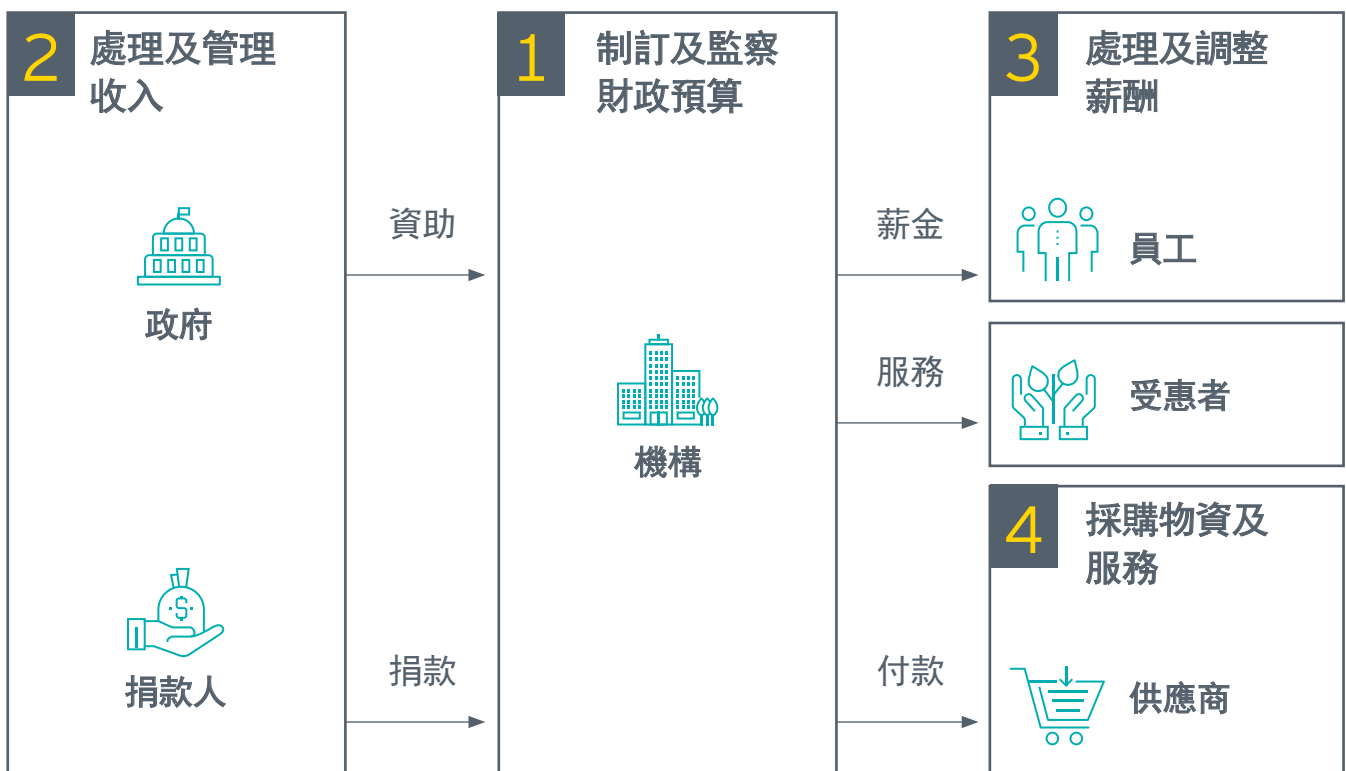 2
處理及管理
收入
政府
捐款人
資助
捐款
1
制訂及監察
財政預算
機構
薪金
服務
付款
3
處理及調整
薪酬
員工
受惠者
4
採購物資及
服務
供應商